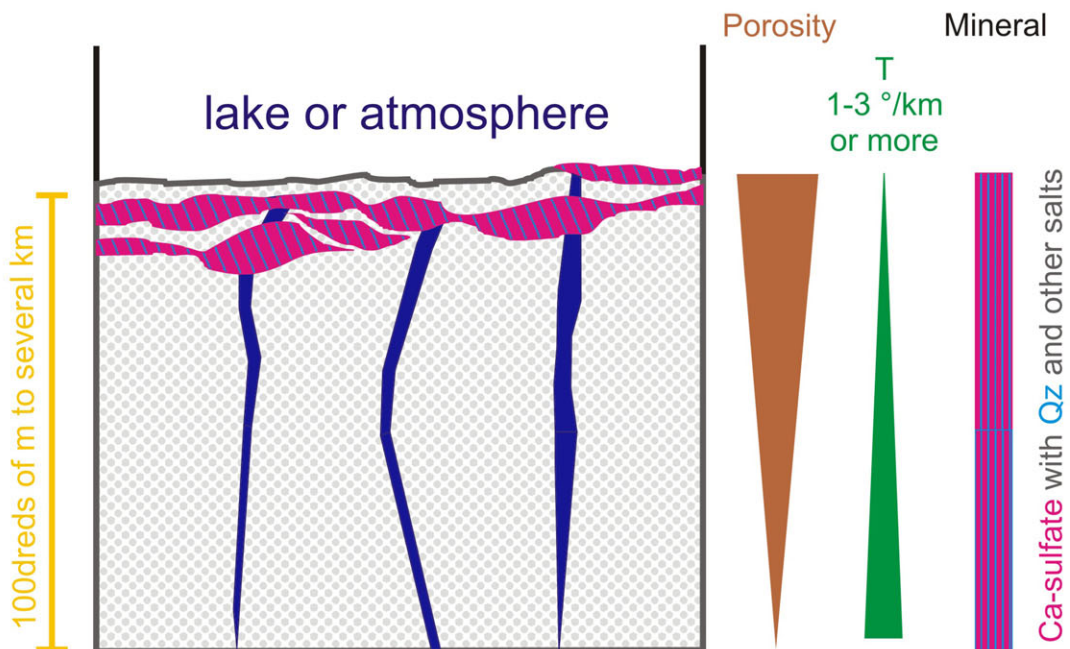 Porosity
Mineral
T
1-3 °/km
or more
lake or atmosphere
100dreds of m to several km
Ca-sulfate with Qz and other salts